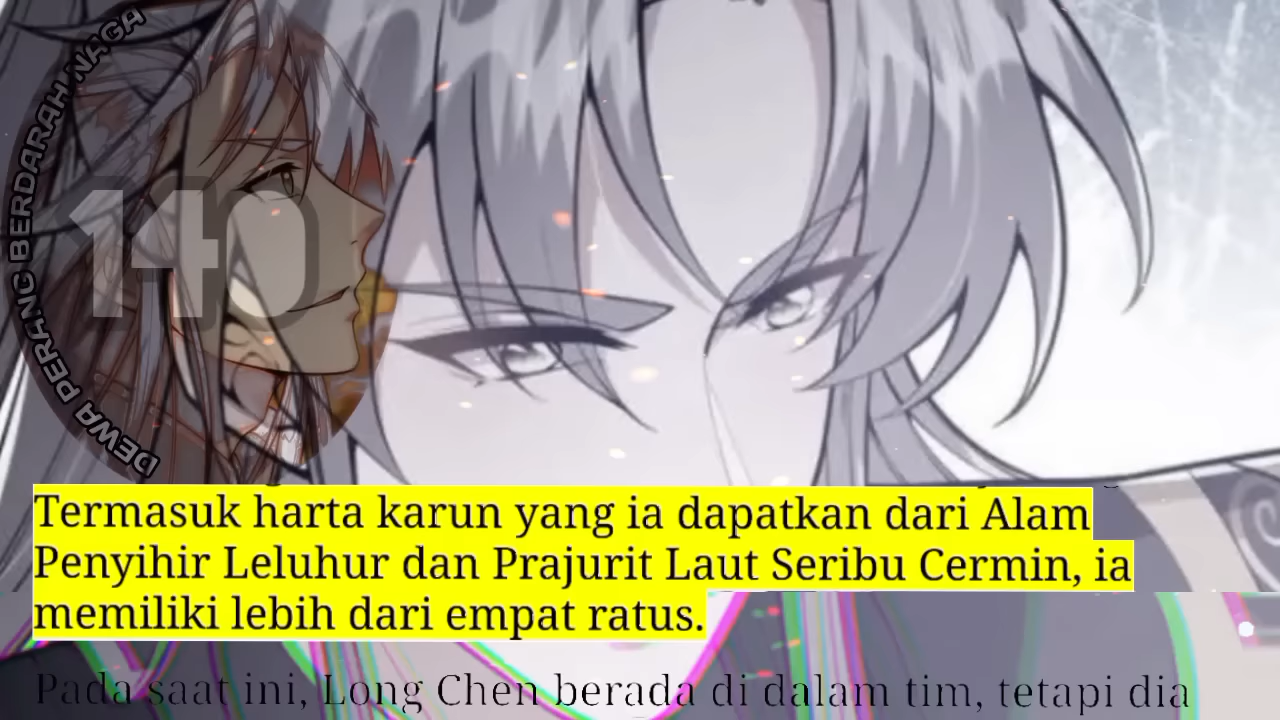 DEWA PERANG BERDARAH NAGA
140
Termasuk harta karun yang ia dapatkan dari Alam
Penyihir Leluhur dan Prajurit Laut Seribu Cermin, ia
memiliki lebih dari empat ratus.
Pada saat ini, Long Chen berada di dalam tim, tetapi dia